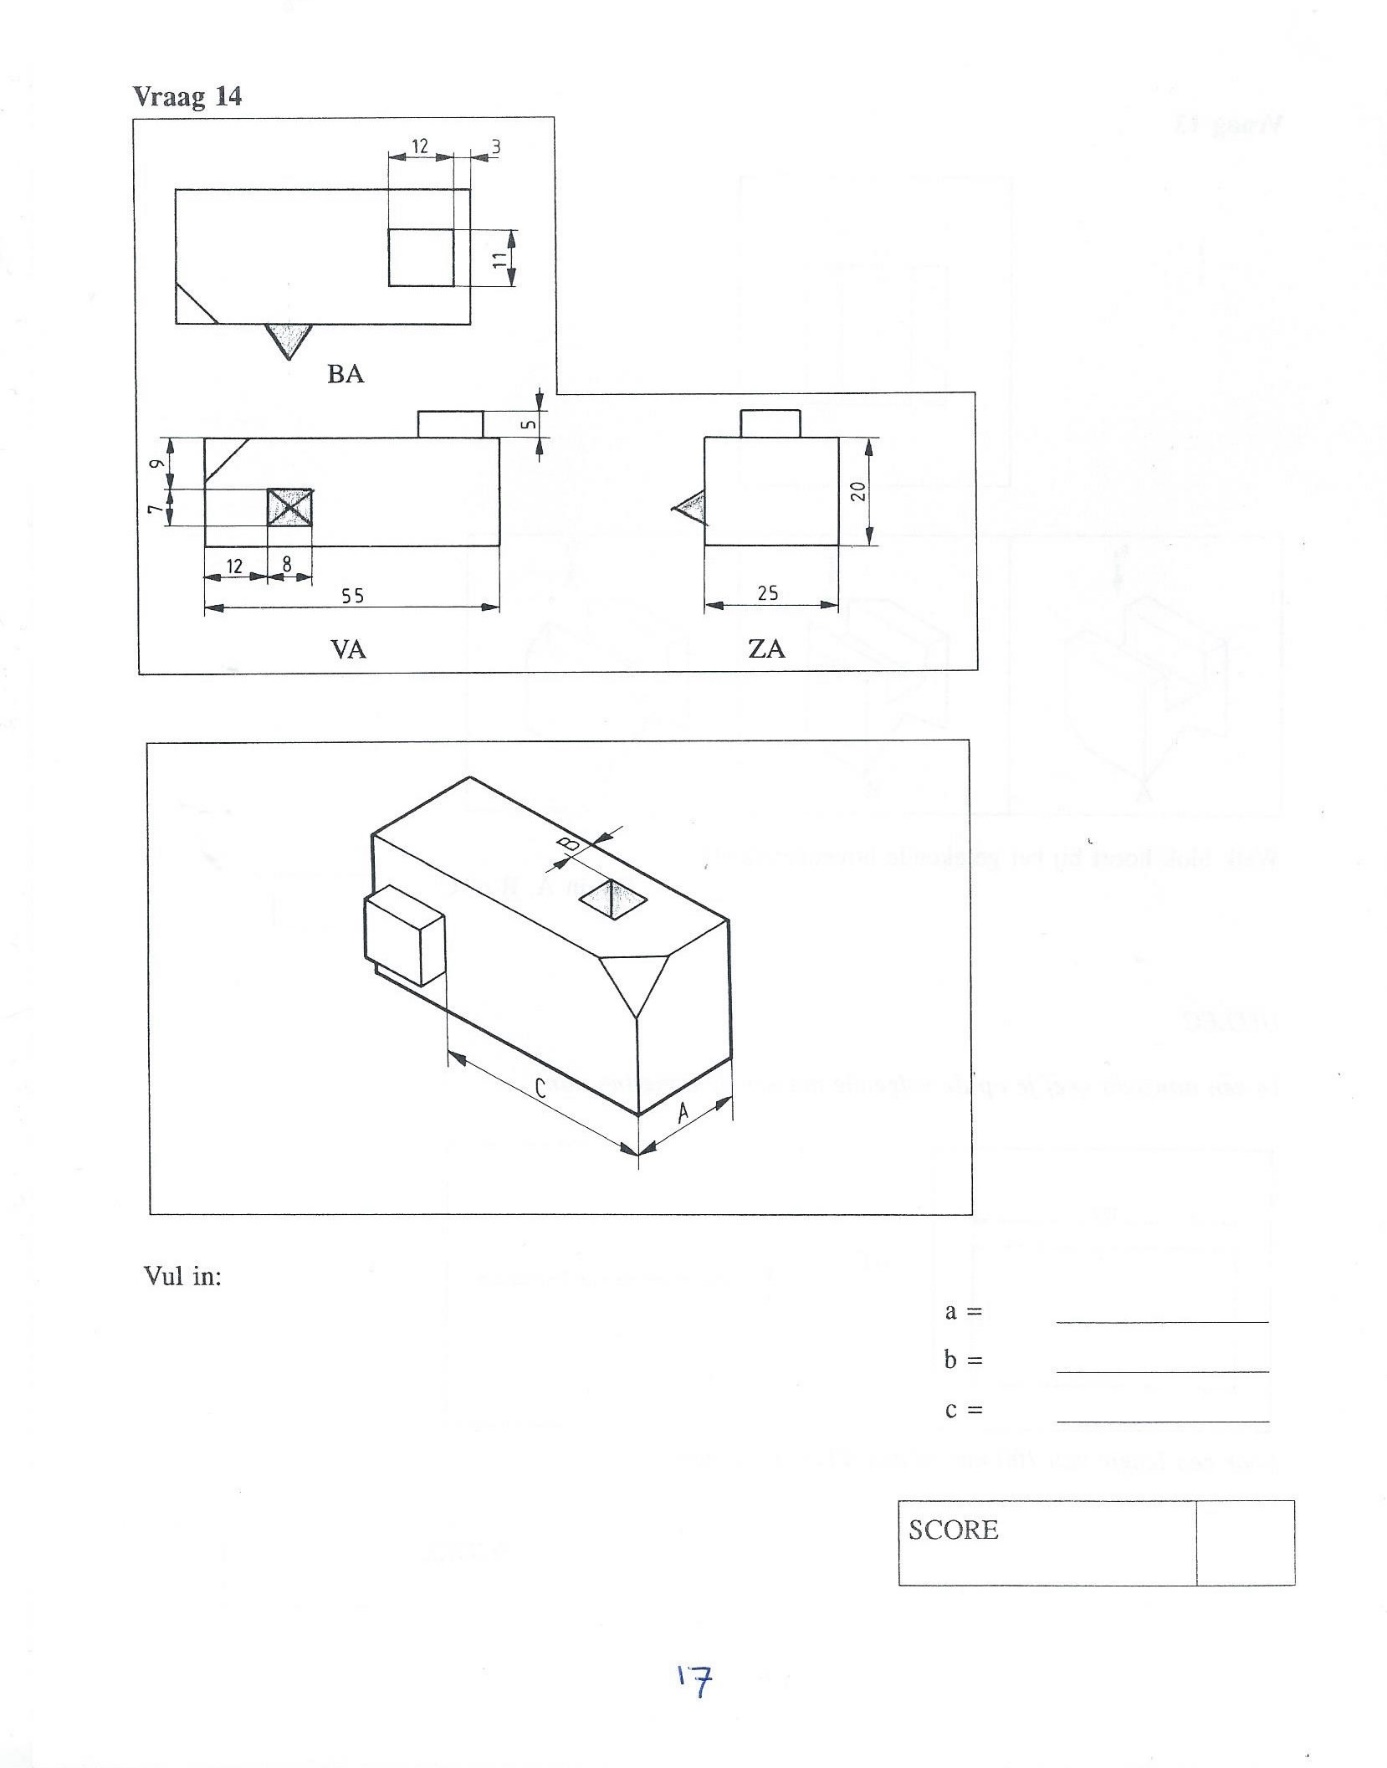 Vraag 14
12
3
11
BA
5
9
7
20
12
8
55
25
VA
ZA
B
C
A
Vul in:
a =
b =
c =
SCORE
17